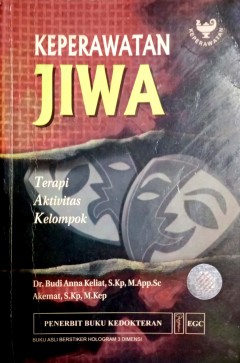 KEPERAWATAN
KEPERAWATAN
JIWA
Terapi
Aktivitas
Kelompok
Dr. Budi Anna Keliat, S.Kp, M.App.Sc
Akemat, S.Kp, M.Kep
PENERBIT BUKU KEDOKTERAN EGC
BUKU ASLI BERSTIKER HOLOGRAM 3 DIMENSI